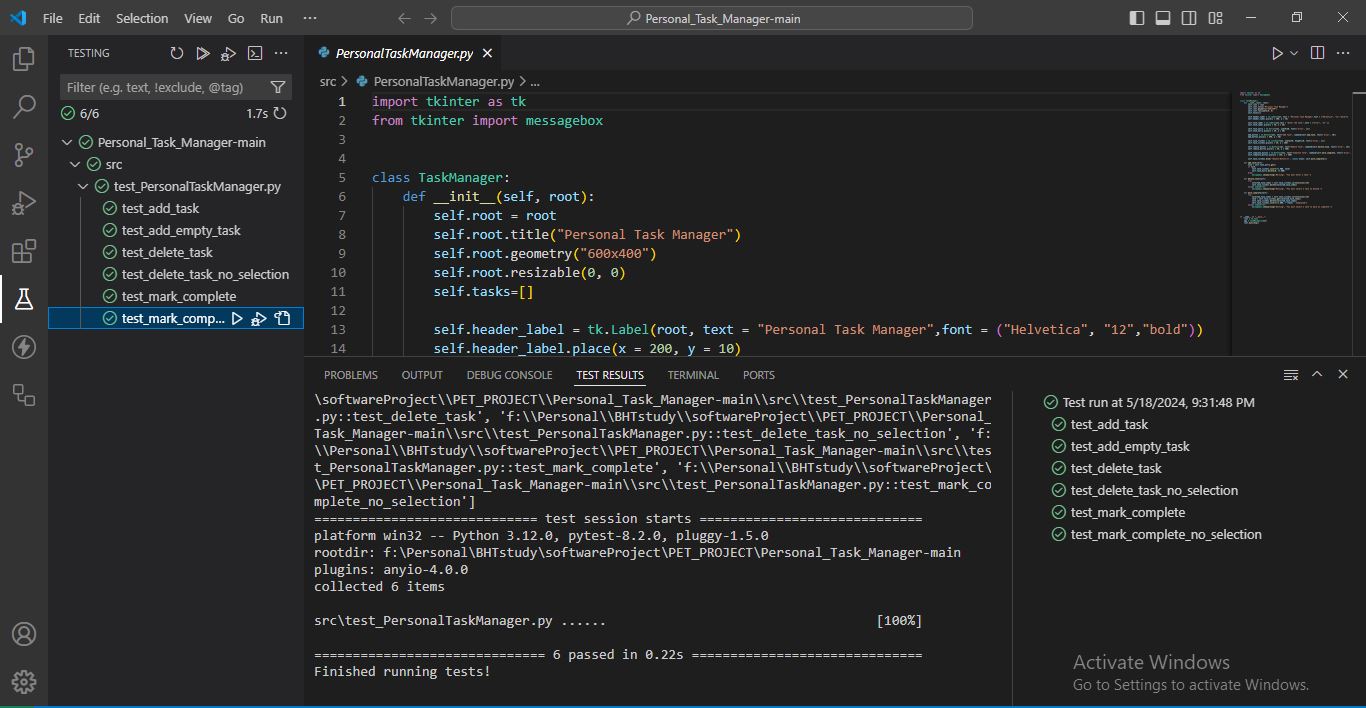 File Edit Selection View Go Run ··· Personal_Task_Manager-main
TESTING
Filter (e.g. text, !exclude, @tag)
6/6 1.7s
Personal_Task_Manager-main
src
test_PersonalTaskManager.py
test_add_task
test_add_empty_task
test_delete_task
test_delete_task_no_selection
test_mark_complete
test_mark_comp...
PersonalTaskManager.py
src > PersonalTaskManager.py > ...
1 import tkinter as tk
2 from tkinter import messagebox
3
4
5 class TaskManager:
6 def __init__(self, root):
7 self.root = root
8 self.root.title("Personal Task Manager")
9 self.root.geometry("600x400")
10 self.root.resizable(0, 0)
11 self.tasks=[]
12
13 self.header_label = tk.Label(root, text = "Personal Task Manager",font = ("Helvetica", "12","bold"))
14 self.header_label.place(x = 200, y = 10)
PROBLEMS OUTPUT DEBUG CONSOLE TEST RESULTS TERMINAL PORTS
\softwareProject\\PET_PROJECT\\Personal_Task_Manager-main\\src\\test_PersonalTaskManager
.py::test_delete_task', 'f:\\Personal\\BHTstudy\\softwareProject\\PET_PROJECT\\Personal_
Task_Manager-main\\src\\test_PersonalTaskManager.py::test_delete_task_no_selection', 'f:
\\Personal\\BHTstudy\\softwareProject\\PET_PROJECT\\Personal_Task_Manager-main\\src\\tes
t_PersonalTaskManager.py::test_mark_complete', 'f:\\Personal\\BHTstudy\\softwareProject\
\PET_PROJECT\\Personal_Task_Manager-main\\src\\test_PersonalTaskManager.py::test_mark_co
mplete_no_selection']
============================= test session starts =============================
platform win32 -- Python 3.12.0, pytest-8.2.0, pluggy-1.5.0
rootdir: f:\Personal\BHTstudy\softwareProject\PET_PROJECT\Personal_Task_Manager-main
plugins: anyio-4.0.0
collected 6 items
src\test_PersonalTaskManager.py ...... [100%]
============================== 6 passed in 0.22s ==============================
Finished running tests!
Test run at 5/18/2024, 9:31:48 PM
test_add_task
test_add_empty_task
test_delete_task
test_delete_task_no_selection
test_mark_complete
test_mark_complete_no_selection
Activate Windows
Go to Settings to activate Windows.